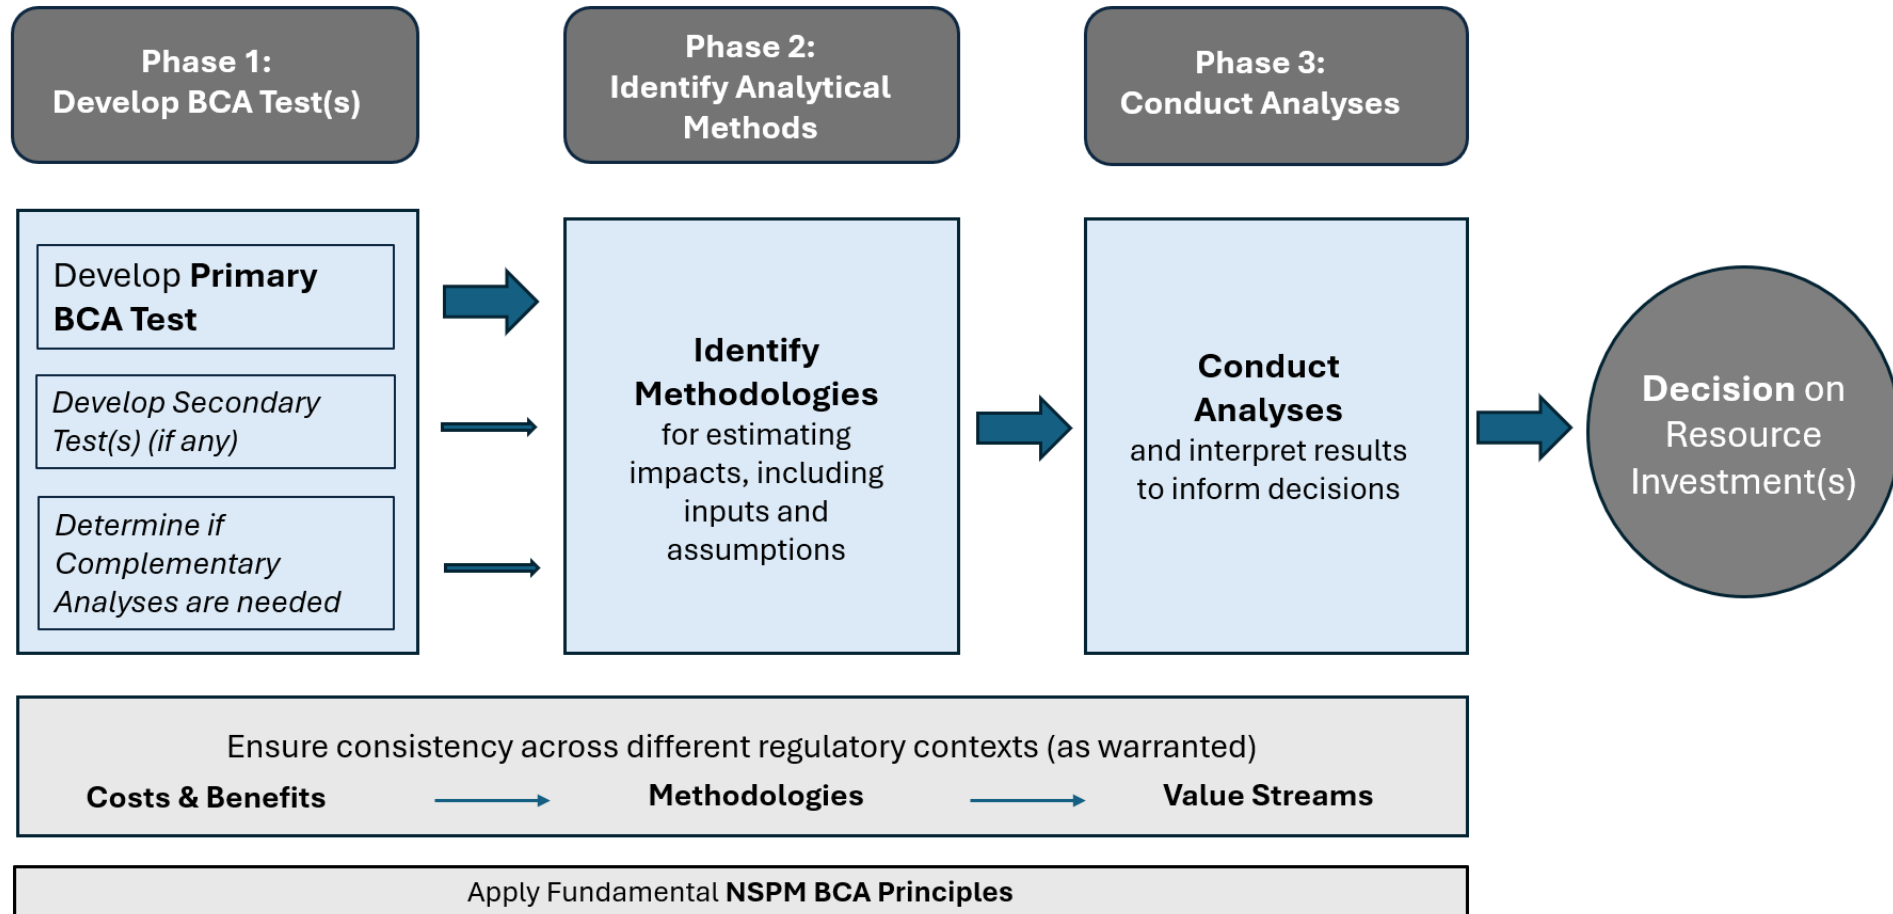 Phase 1:
Develop BCA Test(s)
Phase 2:
Identify Analytical
Methods
Phase 3:
Conduct Analyses
Develop Primary
BCA Test
Develop Secondary
Test(s) (if any)
Determine if
Complementary
Analyses are needed
Identify
Methodologies
for estimating
impacts, including
inputs and
assumptions
Conduct
Analyses
and interpret results
to inform decisions
Decision on
Resource
Investment(s)
Ensure consistency across different regulatory contexts (as warranted)
Costs & Benefits
Methodologies
Value Streams
Apply Fundamental NSPM BCA Principles